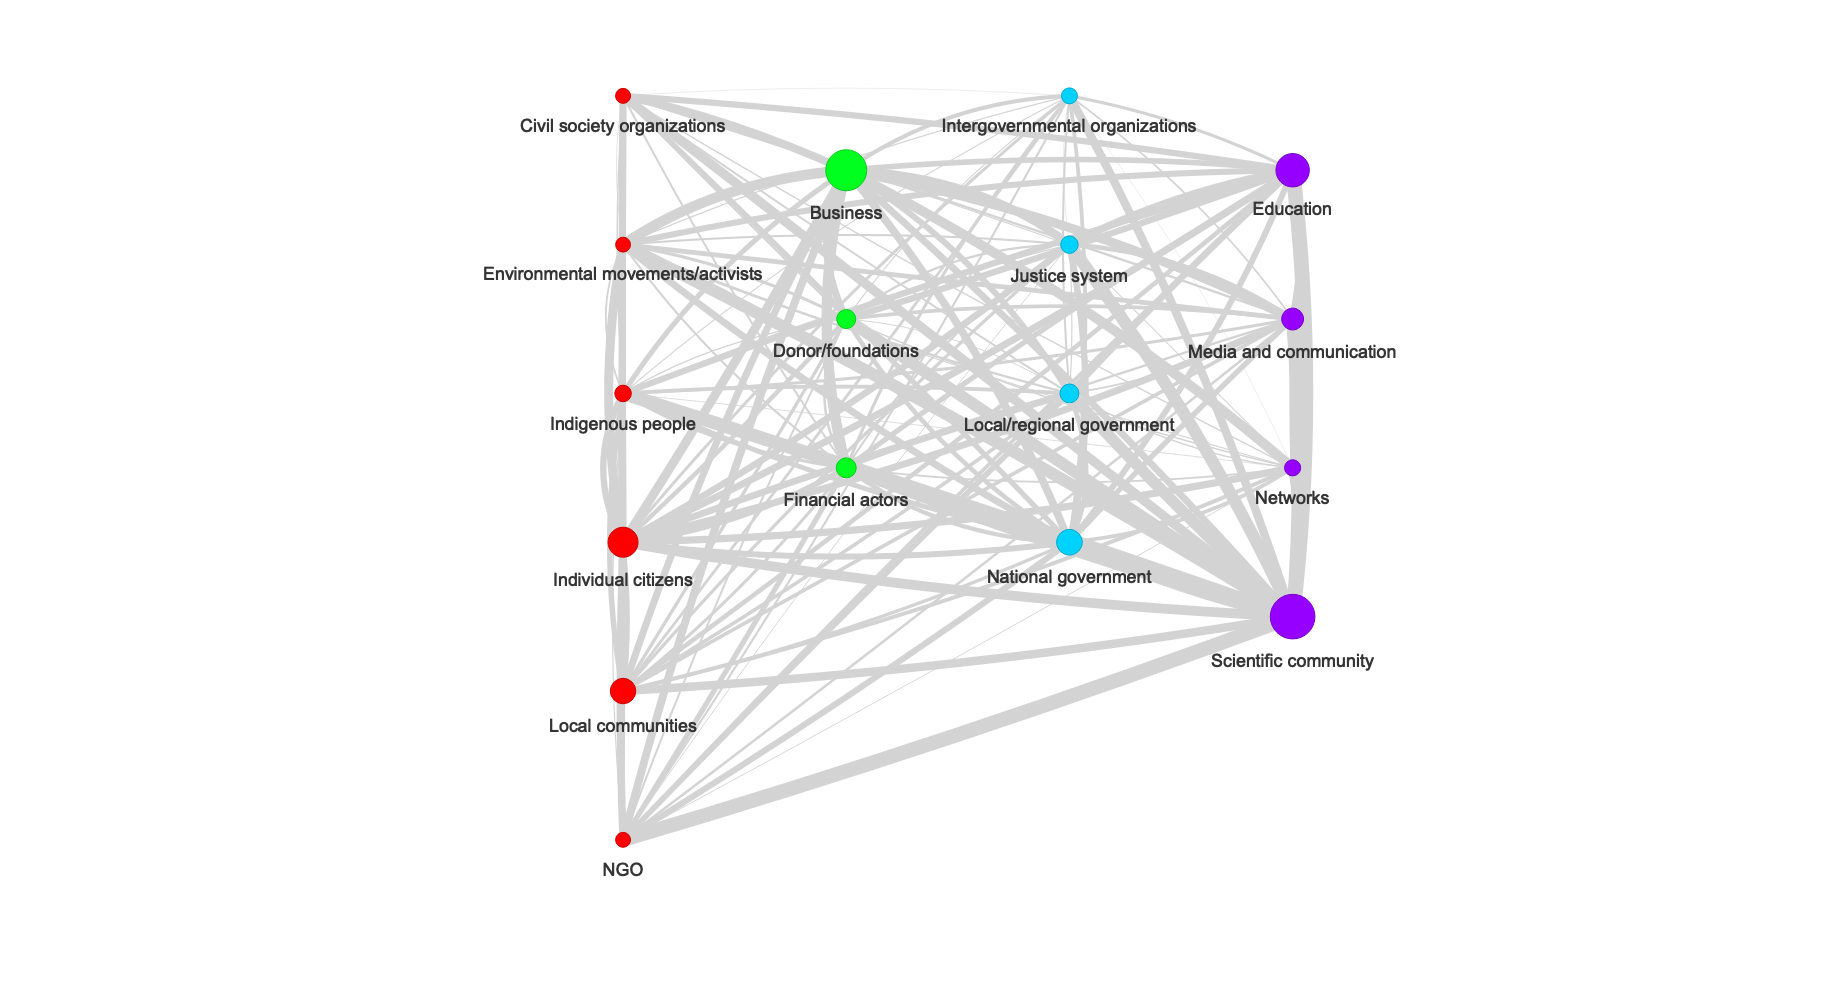 Civil society organizations
Intergovernmental organizations
Business
Education
Environmental movements/activists
Justice system
Donor/foundations
Media and communication
Indigenous people
Local/regional government
Financial actors
Networks
Individual citizens
National government
Scientific community
Local communities
NGO